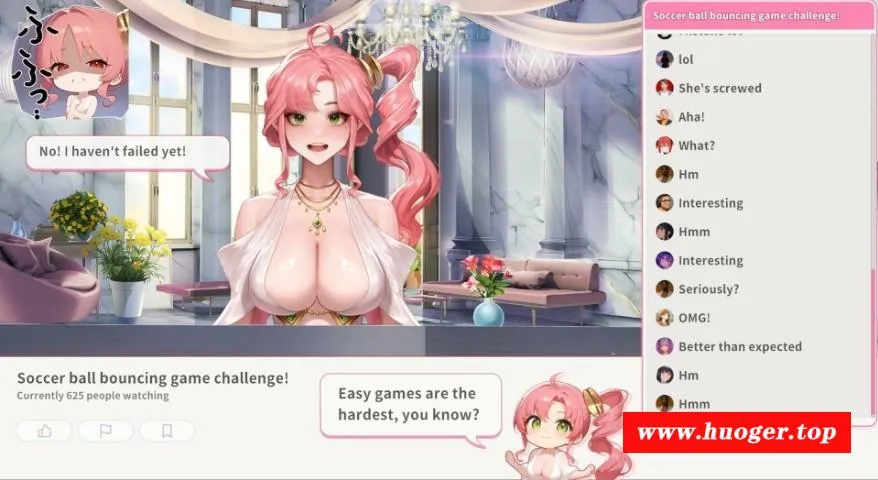 ふふっ…
No! I haven't failed yet!
Soccer ball bouncing game challenge!
Currently 625 people watching
Easy games are the
hardest, you know?
Soccer ball bouncing game challenge!
lol
She's screwed
Aha!
What?
Hm
Interesting
Hmm
Interesting
Seriously?
OMG!
Better than expected
Hm
Hmm
www.huoger.top